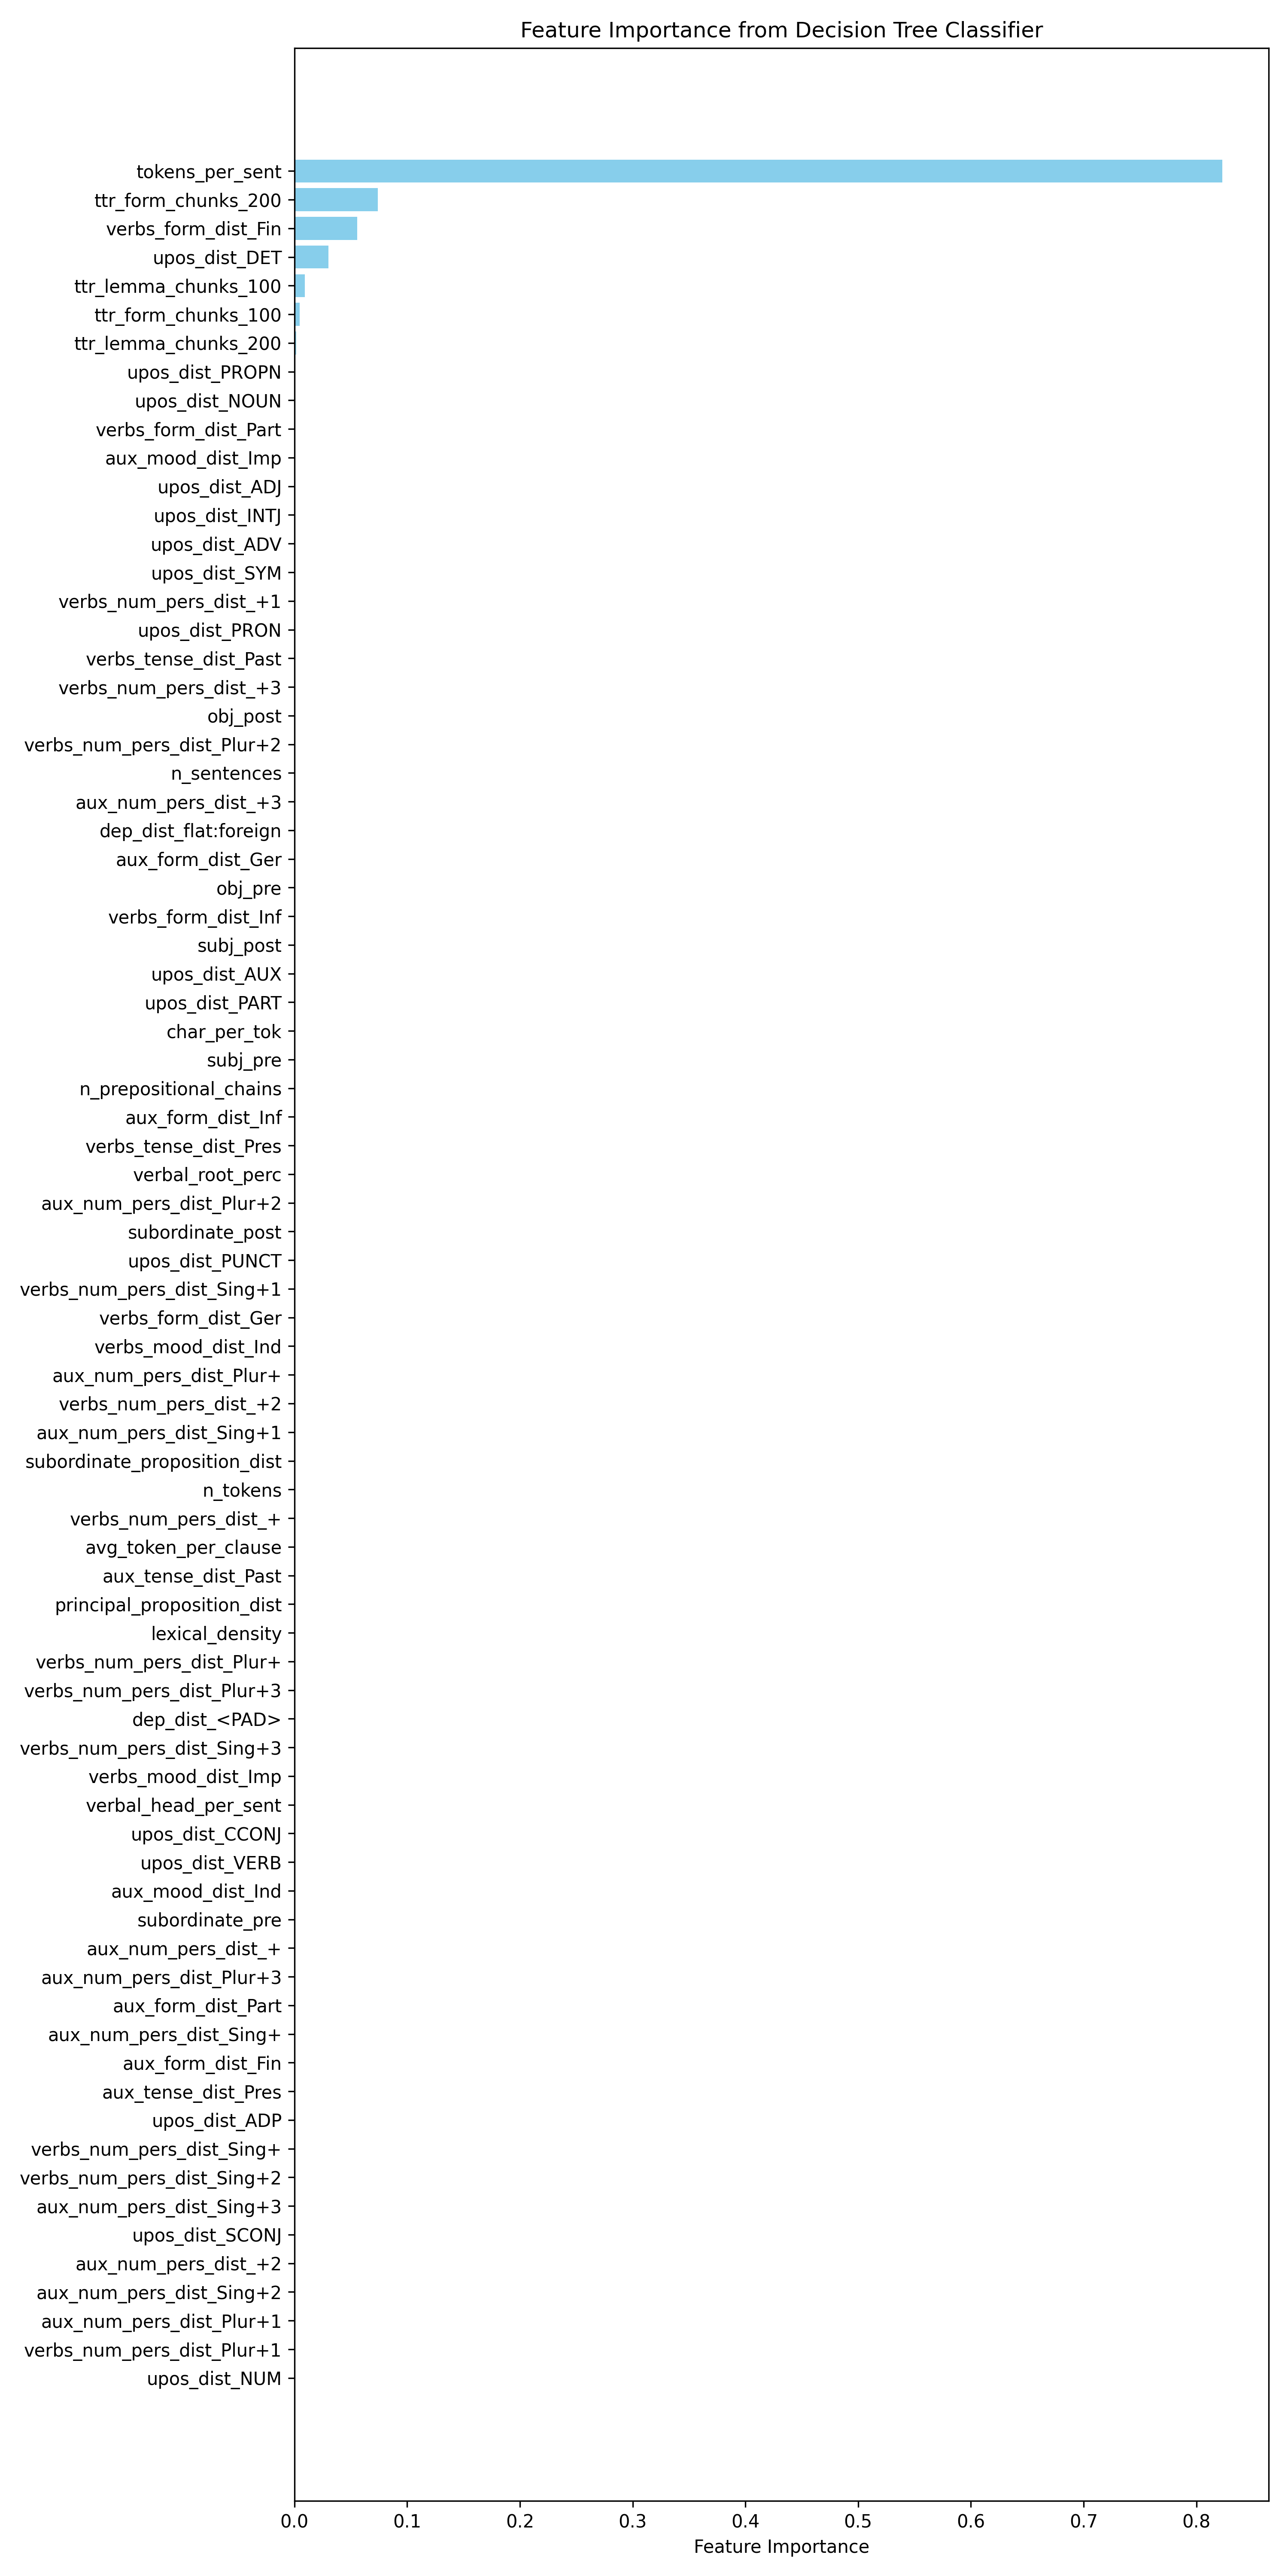 Feature Importance from Decision Tree Classifier
tokens_per_sent
ttr_form_chunks_200
verbs_form_dist_Fin
upos_dist_DET
ttr_lemma_chunks_100
ttr_form_chunks_100
ttr_lemma_chunks_200
upos_dist_PROPN
upos_dist_NOUN
verbs_form_dist_Part
aux_mood_dist_Imp
upos_dist_ADJ
upos_dist_INTJ
upos_dist_ADV
upos_dist_SYM
verbs_num_pers_dist_+1
upos_dist_PRON
verbs_tense_dist_Past
verbs_num_pers_dist_+3
obj_post
verbs_num_pers_dist_Plur+2
n_sentences
aux_num_pers_dist_+3
dep_dist_flat:foreign
aux_form_dist_Ger
obj_pre
verbs_form_dist_Inf
subj_post
upos_dist_AUX
upos_dist_PART
char_per_tok
subj_pre
n_prepositional_chains
aux_form_dist_Inf
verbs_tense_dist_Pres
verbal_root_perc
aux_num_pers_dist_Plur+2
subordinate_post
upos_dist_PUNCT
verbs_num_pers_dist_Sing+1
verbs_form_dist_Ger
verbs_mood_dist_Ind
aux_num_pers_dist_Plur+
verbs_num_pers_dist_+2
aux_num_pers_dist_Sing+1
subordinate_proposition_dist
n_tokens
verbs_num_pers_dist_+
avg_token_per_clause
aux_tense_dist_Past
principal_proposition_dist
lexical_density
verbs_num_pers_dist_Plur+
verbs_num_pers_dist_Plur+3
dep_dist_<PAD>
verbs_num_pers_dist_Sing+3
verbs_mood_dist_Imp
verbal_head_per_sent
upos_dist_CCONJ
upos_dist_VERB
aux_mood_dist_Ind
subordinate_pre
aux_num_pers_dist_+
aux_num_pers_dist_Plur+3
aux_form_dist_Part
aux_num_pers_dist_Sing+
aux_form_dist_Fin
aux_tense_dist_Pres
upos_dist_ADP
verbs_num_pers_dist_Sing+
verbs_num_pers_dist_Sing+2
aux_num_pers_dist_Sing+3
upos_dist_SCONJ
aux_num_pers_dist_+2
aux_num_pers_dist_Sing+2
aux_num_pers_dist_Plur+1
verbs_num_pers_dist_Plur+1
upos_dist_NUM
0.0 0.1 0.2 0.3 0.4 0.5 0.6 0.7 0.8
Feature Importance